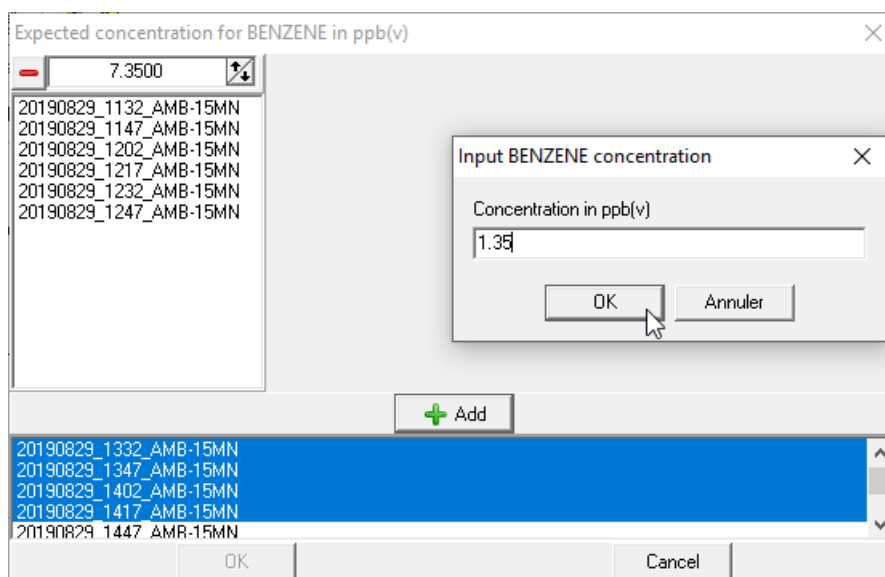 Expected concentration for BENZENE in ppb(v)
7.3500
20190829_1132_AMB-15MN
20190829_1147_AMB-15MN
20190829_1202_AMB-15MN
20190829_1217_AMB-15MN
20190829_1232_AMB-15MN
20190829_1247_AMB-15MN
Input BENZENE concentration
Concentration in ppb(v)
1.35
OK
Annuler
Add
20190829_1332_AMB-15MN
20190829_1347_AMB-15MN
20190829_1402_AMB-15MN
20190829_1417_AMB-15MN
20190829_1447_AMB-15MN
OK
Cancel